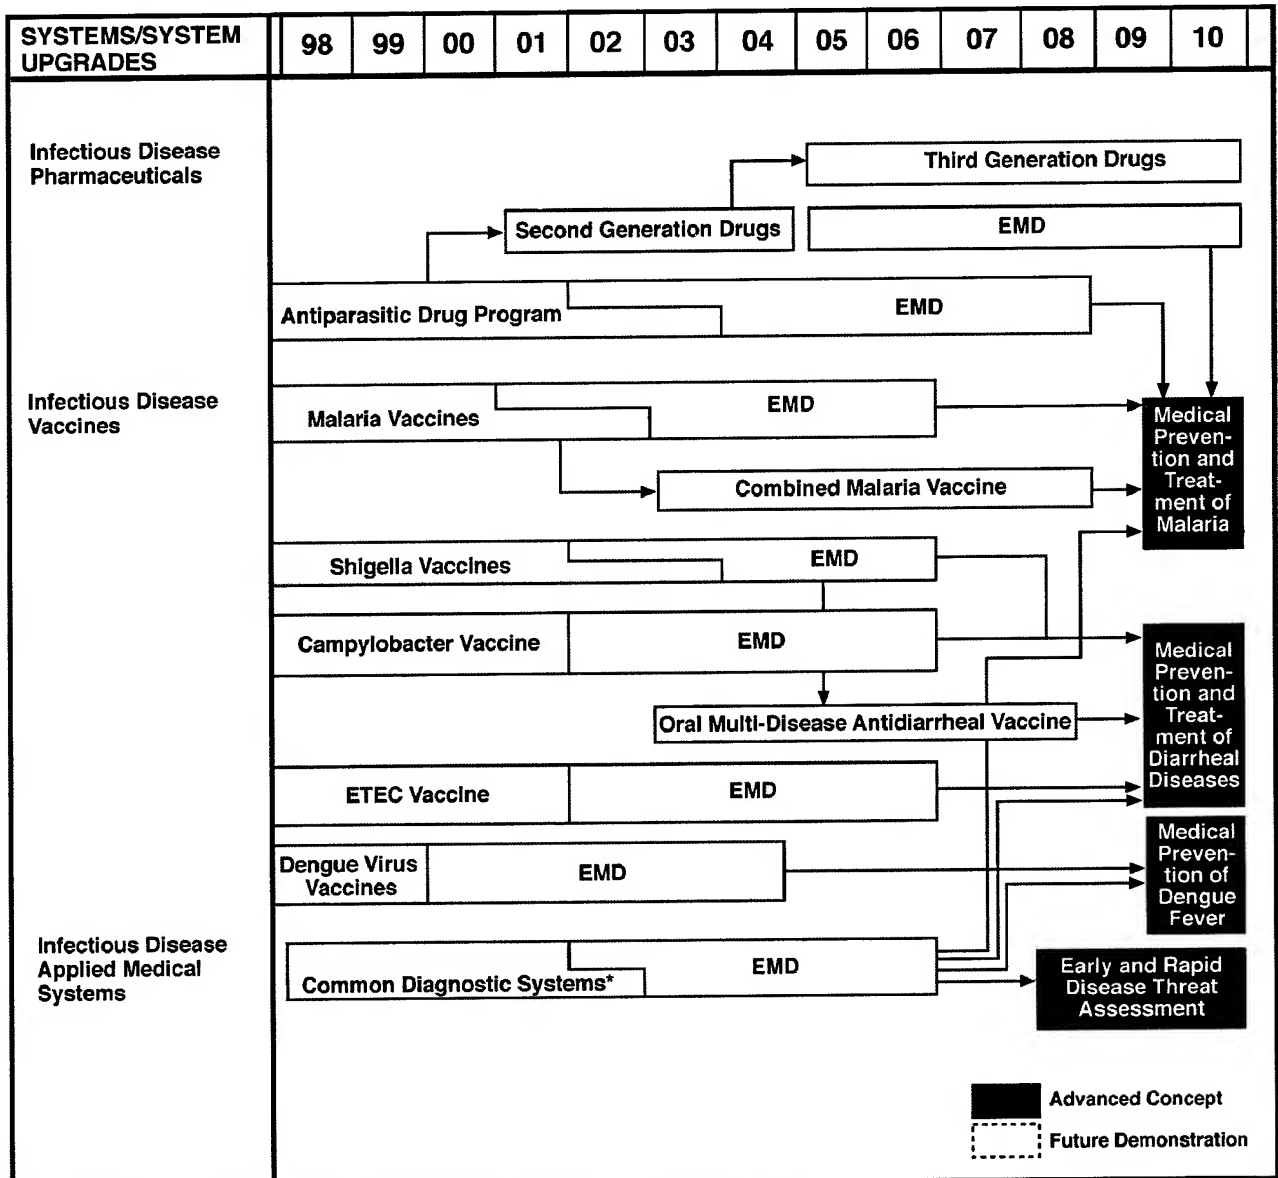 SYSTEMS/SYSTEM
UPGRADES
98 99 00 01 02 03 04 05 06 07 08 09 10
Infectious Disease
Pharmaceuticals
Third Generation Drugs
Second Generation Drugs
EMD
Antiparasitic Drug Program
EMD
Infectious Disease
Vaccines
Malaria Vaccines
EMD
Medical
Preven-
tion and
Treat-
ment of
Malaria
Combined Malaria Vaccine
Shigella Vaccines
EMD
Campylobacter Vaccine
EMD
Medical
Preven-
tion and
Treat-
ment of
Diarrheal
Diseases
Oral Multi-Disease Antidiarrheal Vaccine
ETEC Vaccine
EMD
Dengue Virus
Vaccines
EMD
Medical
Preven-
tion of
Dengue
Fever
Infectious Disease
Applied Medical
Systems
Common Diagnostic Systems*
EMD
Early and Rapid
Disease Threat
Assessment
Advanced Concept
Future Demonstration